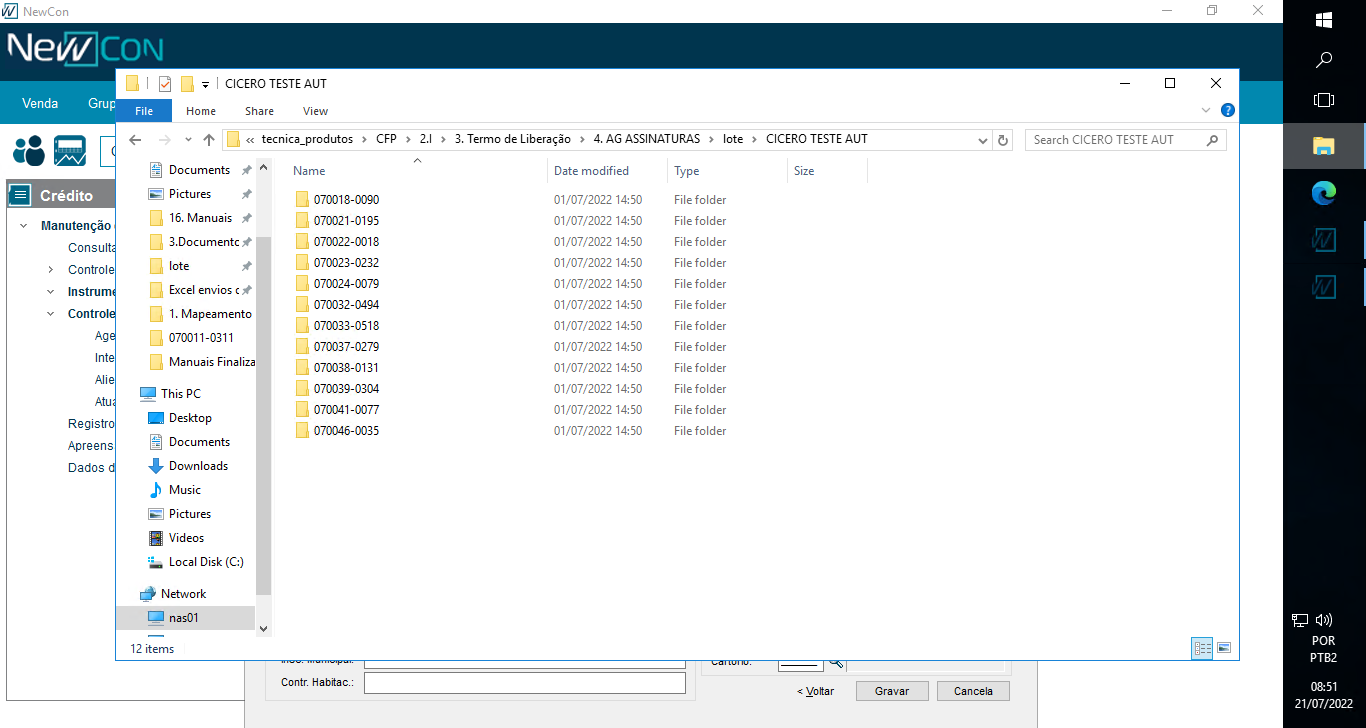 NewCon
NewCon
Venda Grup
Crédito
Manutenção
Consulta
Controle
Instrume
Controle
Age
Inte
Alie
Atua
Registro
Apreens
Dados d
CICERO TESTE AUT
File Home Share View
« tecnica_produtos > CFP > 2.I > 3. Termo de Liberação > 4. AG ASSINATURAS > lote > CICERO TESTE AUT
Search CICERO TESTE AUT
Documents
Pictures
16. Manuais
3.Documento
lote
Excel envios c
1. Mapeamento
070011-0311
Manuais Finaliza
This PC
Desktop
Documents
Downloads
Music
Pictures
Videos
Local Disk (C:)
Network
nas01
Name Date modified Type Size
070018-0090 01/07/2022 14:50 File folder
070021-0195 01/07/2022 14:50 File folder
070022-0018 01/07/2022 14:50 File folder
070023-0232 01/07/2022 14:50 File folder
070024-0079 01/07/2022 14:50 File folder
070032-0494 01/07/2022 14:50 File folder
070033-0518 01/07/2022 14:50 File folder
070037-0279 01/07/2022 14:50 File folder
070038-0131 01/07/2022 14:50 File folder
070039-0304 01/07/2022 14:50 File folder
070041-0077 01/07/2022 14:50 File folder
070046-0035 01/07/2022 14:50 File folder
12 items
Insc. Municipal: Cartório:
Contr. Habitac.:
< Voltar Gravar Cancela
POR
PTB2
08:51
21/07/2022